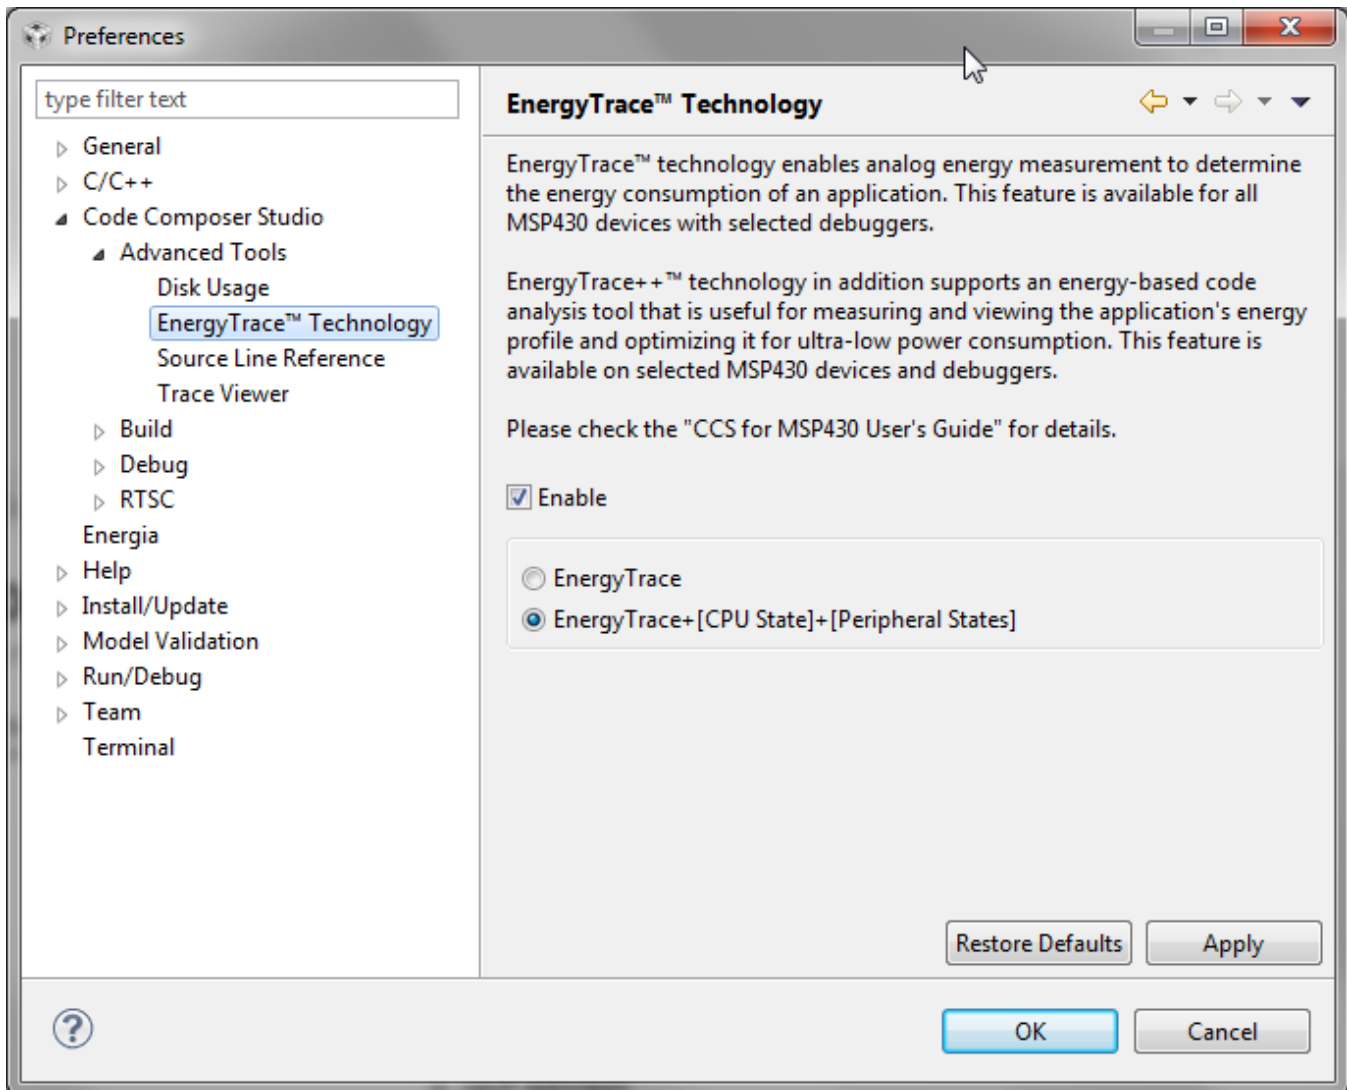 Preferences
type filter text
General
C/C++
Code Composer Studio
Advanced Tools
Disk Usage
EnergyTrace™ Technology
Source Line Reference
Trace Viewer
Build
Debug
RTSC
Energia
Help
Install/Update
Model Validation
Run/Debug
Team
Terminal
EnergyTrace™ Technology
EnergyTrace™ technology enables analog energy measurement to determine
the energy consumption of an application. This feature is available for all
MSP430 devices with selected debuggers.
EnergyTrace++™ technology in addition supports an energy-based code
analysis tool that is useful for measuring and viewing the application's energy
profile and optimizing it for ultra-low power consumption. This feature is
available on selected MSP430 devices and debuggers.
Please check the "CCS for MSP430 User's Guide" for details.
Enable
EnergyTrace
EnergyTrace+[CPU State]+[Peripheral States]
Restore Defaults
Apply
OK
Cancel